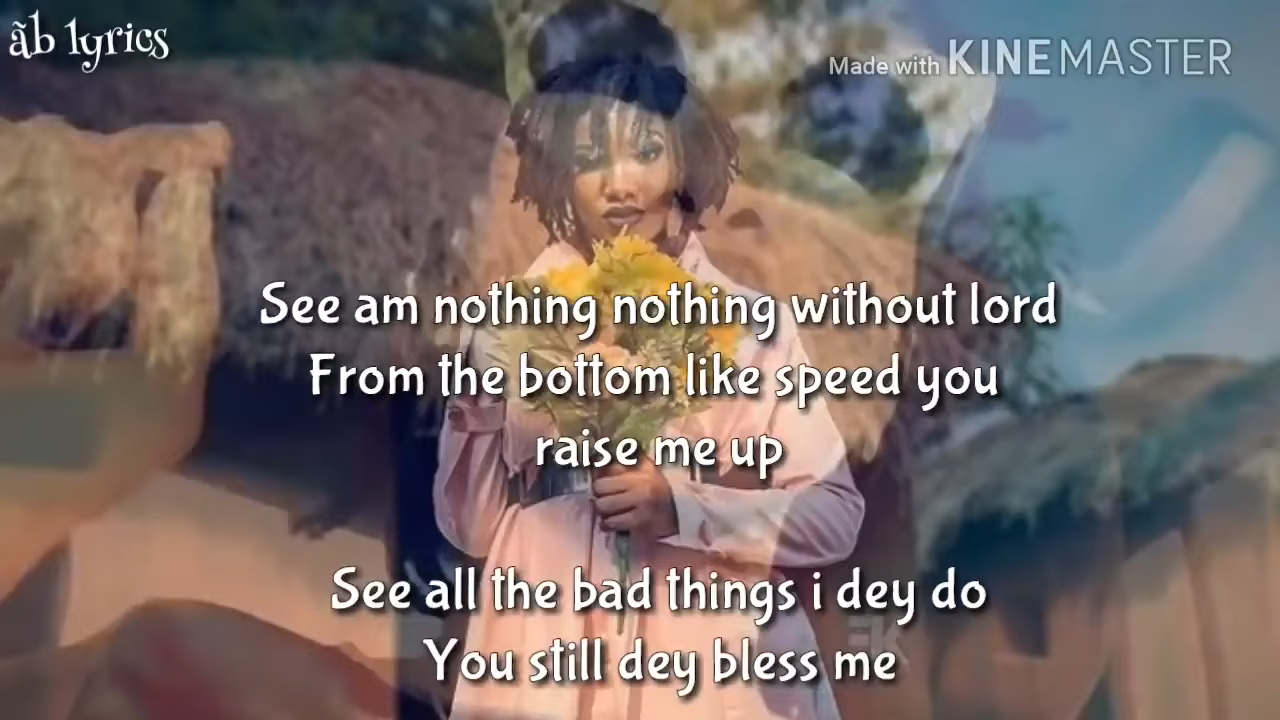 ãb lyrics
Made with KINEMASTER
See am nothing nothing without lord
From the bottom like speed you
raise me up
See all the bad things i dey do
You still dey bless me